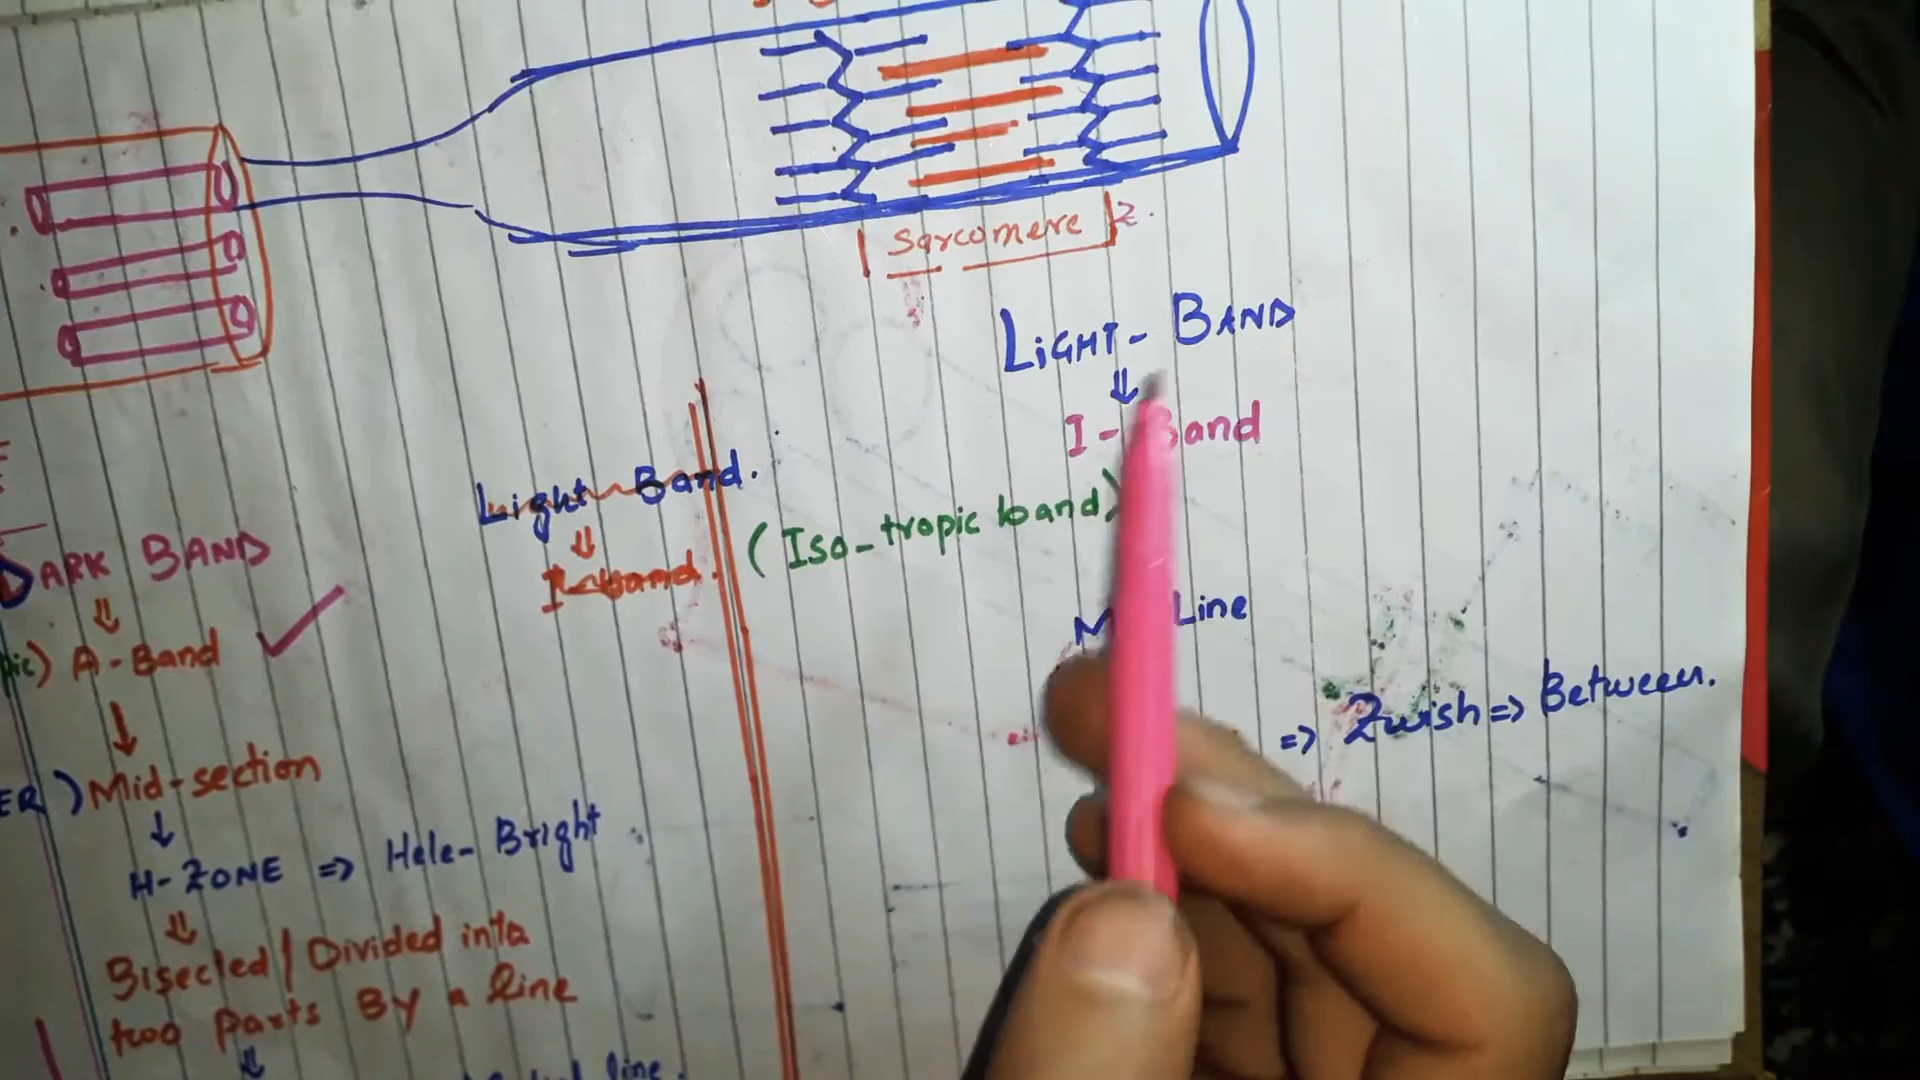 Sarcomere Z.
LIGHT - BAND
⇓
I - Band
(Iso-tropic band)
Line
=> Zwish => Between.
Light Band.
⇓
I-band.
DARK BAND
⇓
A-Band
↓
Mid-section
↓
H-ZONE => Hele-Bright
⇓
Bisected / Divided into
two parts By a line
⇓
line.